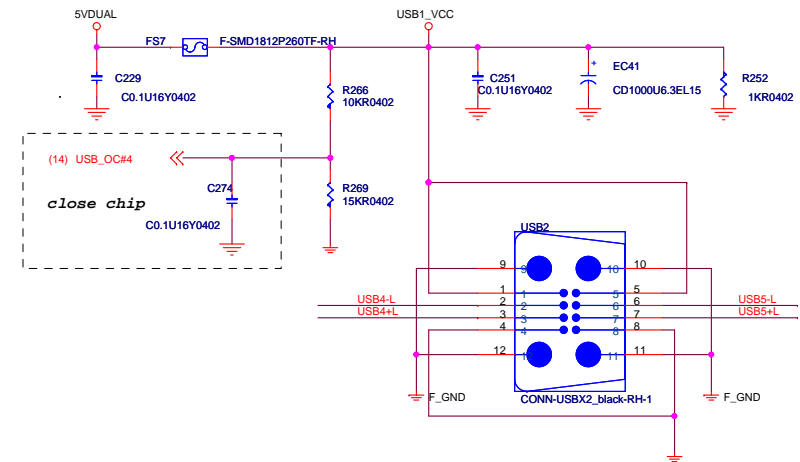 5VDUAL
USB1_VCC
FS7
F-SMD1812P260TF-RH
C229
C0.1U16Y0402
R266
10KR0402
C251
C0.1U16Y0402
+
EC41
CD1000U6.3EL15
R252
1KR0402
(14) USB_OC#4
C274
close chip
C0.1U16Y0402
R269
15KR0402
USB2
9
9
10
10
1
1
5
5
USB4-L
2
2
6
6
USB5-L
USB4+L
3
3
7
7
USB5+L
4
4
8
8
12
11
11
F_GND
CONN-USBX2_black-RH-1
F_GND